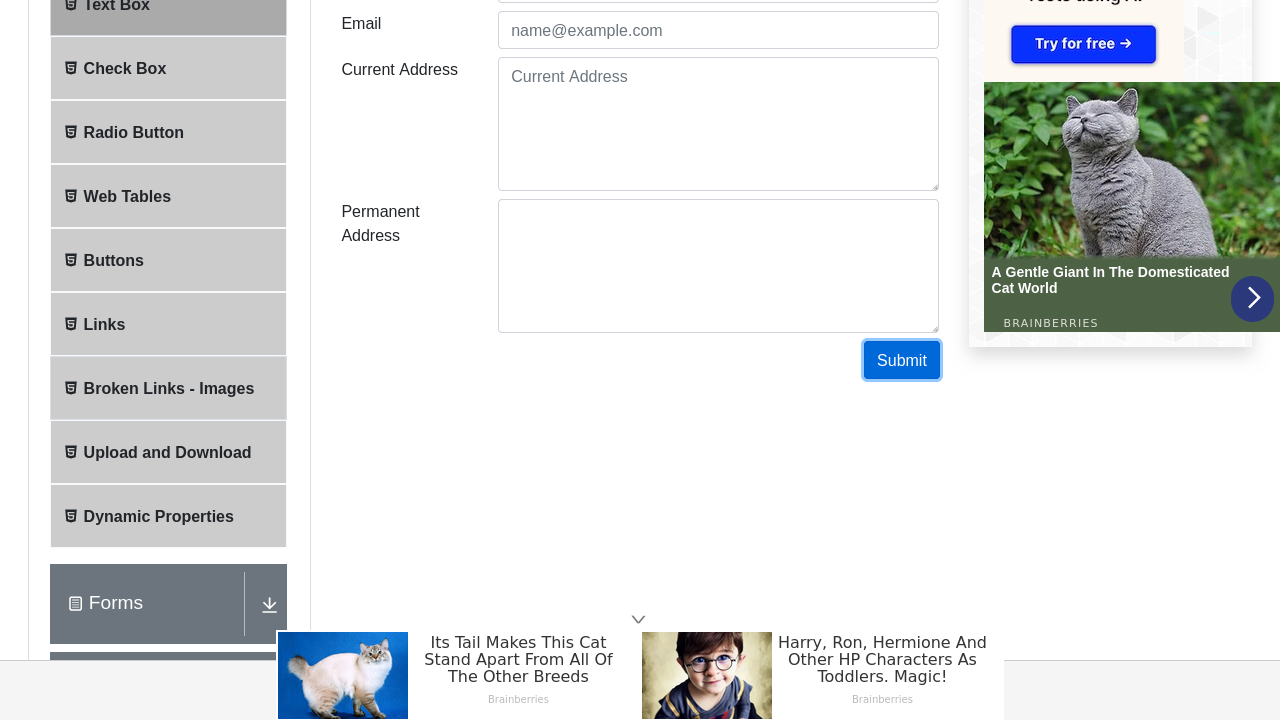 Text Box
Check Box
Radio Button
Web Tables
Buttons
Links
Broken Links - Images
Upload and Download
Dynamic Properties
Forms
Email
name@example.com
Current Address
Current Address
Permanent
Address
Submit
Try for free →
A Gentle Giant In The Domesticated
Cat World
BRAINBERRIES
Its Tail Makes This Cat
Stand Apart From All Of
The Other Breeds
Brainberries
Harry, Ron, Hermione And
Other HP Characters As
Toddlers. Magic!
Brainberries